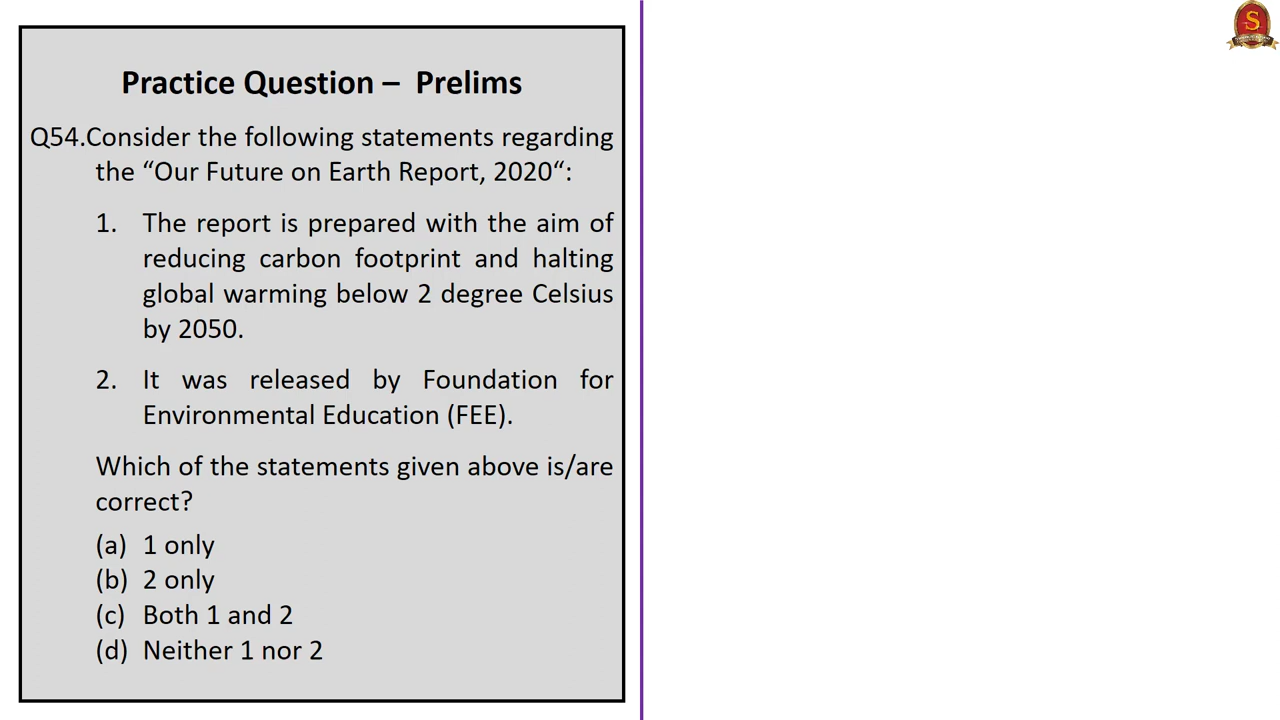 Practice Question – Prelims
Q54.Consider the following statements regarding
the “Our Future on Earth Report, 2020“:
1. The report is prepared with the aim of
reducing carbon footprint and halting
global warming below 2 degree Celsius
by 2050.
2. It was released by Foundation for
Environmental Education (FEE).
Which of the statements given above is/are
correct?
(a) 1 only
(b) 2 only
(c) Both 1 and 2
(d) Neither 1 nor 2
S